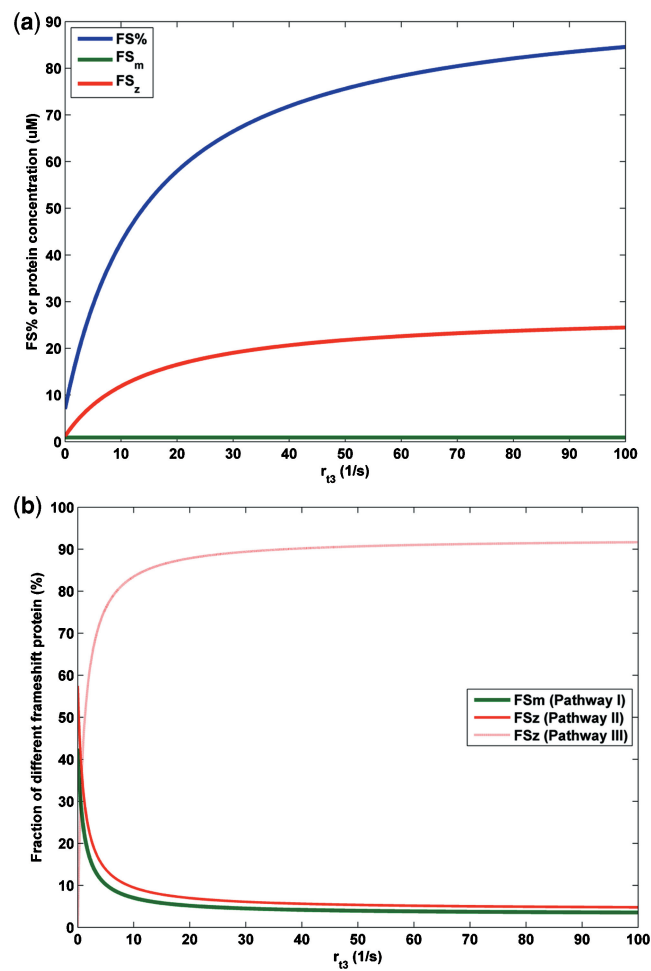 (a)
90
80
70
60
50
40
30
20
10
0
FS% or protein concentration (uM)
FS%
FSm
FSz
0 10 20 30 40 50 60 70 80 90 100
rt3 (1/s)
(b)
100
90
80
70
60
50
40
30
20
10
0
Fraction of different frameshift protein (%)
FSm (Pathway I)
FSz (Pathway II)
FSz (Pathway III)
0 10 20 30 40 50 60 70 80 90 100
rt3 (1/s)